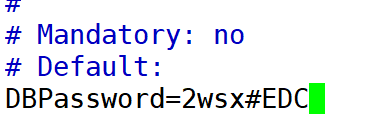 #
# Mandatory: no
# Default:
DBPassword=2wsx#EDC